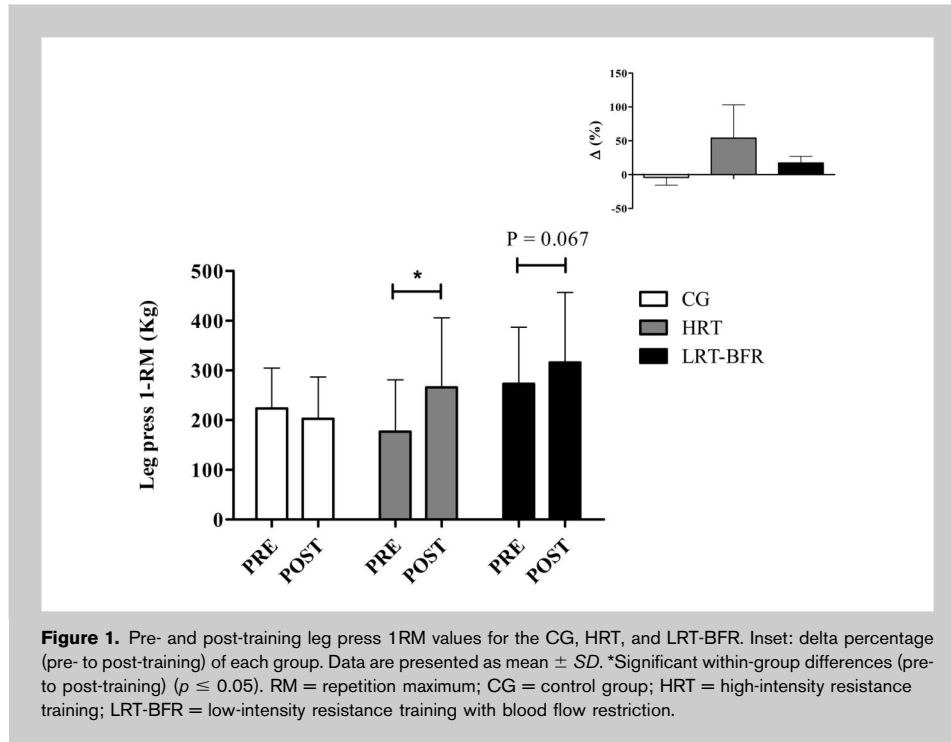 150
100
50
0
-50
Δ (%)
P = 0.067
*
500
400
300
200
100
0
Leg press 1-RM (Kg)
CG
HRT
LRT-BFR
PRE
POST
PRE
POST
PRE
POST
Figure 1. Pre- and post-training leg press 1RM values for the CG, HRT, and LRT-BFR. Inset: delta percentage
(pre- to post-training) of each group. Data are presented as mean ± SD. *Significant within-group differences (pre-
to post-training) (p ≤ 0.05). RM = repetition maximum; CG = control group; HRT = high-intensity resistance
training; LRT-BFR = low-intensity resistance training with blood flow restriction.